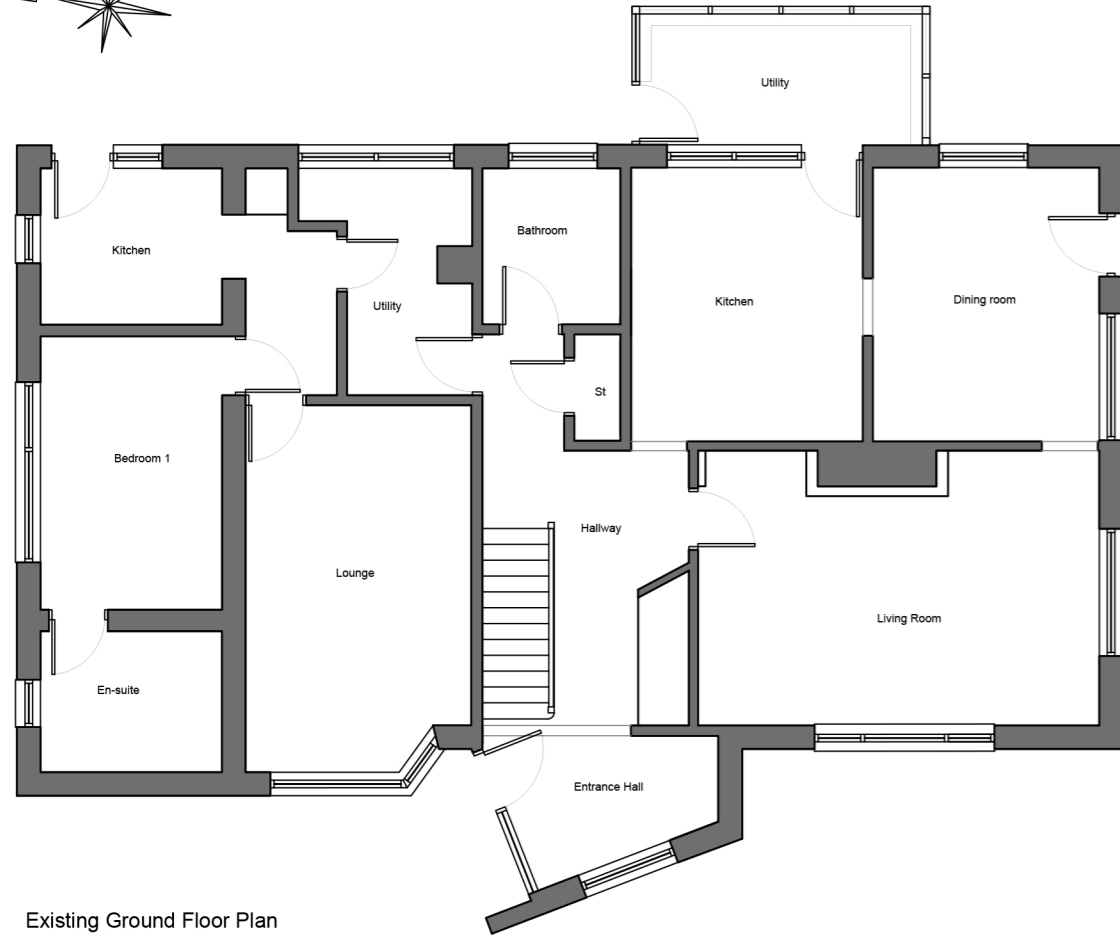 Utility
Kitchen
Bathroom
Utility
Kitchen
Dining room
St
Bedroom 1
Hallway
Lounge
Living Room
En-suite
Entrance Hall
Existing Ground Floor Plan